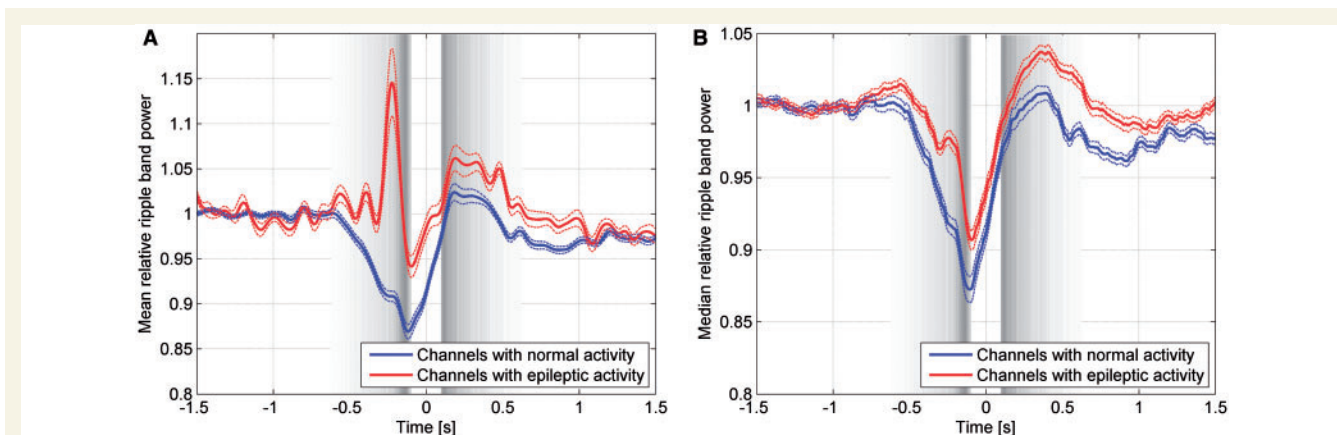 A
Mean relative ripple band power
1.15
1.1
1.05
1
0.95
0.9
0.85
0.8
-1.5
-1
-0.5
0
0.5
1
1.5
Time [s]
Channels with normal activity
Channels with epileptic activity
B
Median relative ripple band power
1.05
1
0.95
0.9
0.85
0.8
-1.5
-1
-0.5
0
0.5
1
1.5
Time [s]
Channels with normal activity
Channels with epileptic activity